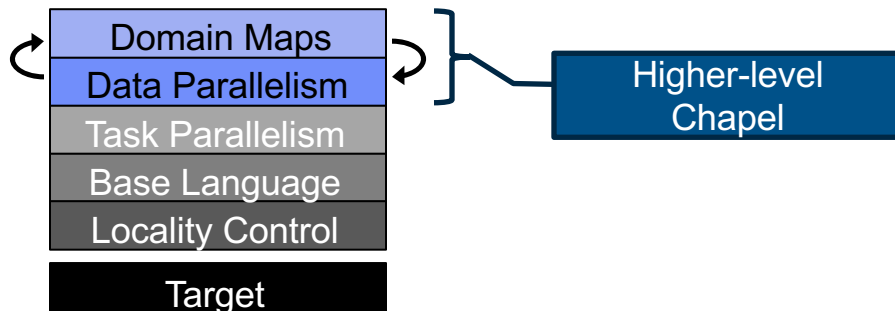 Domain Maps
Data Parallelism
Task Parallelism
Base Language
Locality Control
Target
Higher-level
Chapel